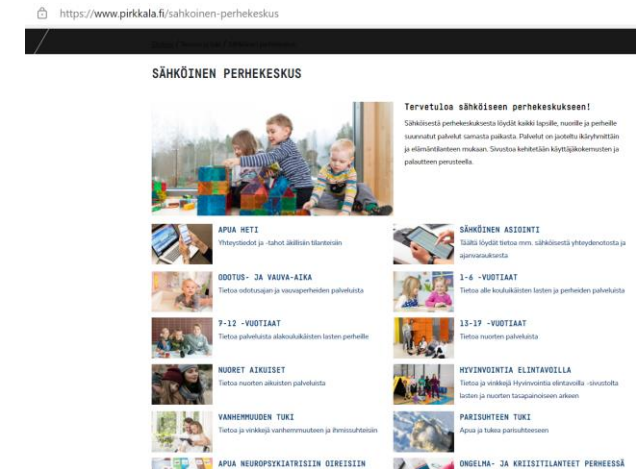 https://www.pirkkala.fi/sahkoinen-perhekeskus
SÄHKÖINEN PERHEKESKUS
Tervetuloa sähköiseen perhekeskukseen!
Sähköisestä perhekeskuksesta löydät kaikki lapsille, nuorille ja perheille
suunnatut palvelut samasta paikasta. Palvelut on jaoteltu ikäryhmittäin
ja elämäntilanteen mukaan. Sivustoa kehitetään käyttäjäkokemusten ja
palautteen perusteella.
APUA HETI
Yhteystiedot ja -tahot äkillisiin tilanteisiin
SÄHKÖINEN ASIOINTI
Täältä löydät tietoa mm. sähköisestä yhteydenotosta ja
ajanvarauksesta
ODOTUS- JA VAUVA-AIKA
Tietoa odotusajan ja vauvaperheiden palveluista
1-6 -VUOTIAAT
Tietoa alle kouluikäisten lasten ja perheiden palveluista
7-12 -VUOTIAAT
Tietoa palveluista alakouluikäisten lasten perheille
13-17 -VUOTIAAT
Tietoa nuorten palveluista
NUORET AIKUISET
Tietoa nuorten aikuisten palveluista
HYVINVOINTIA ELINTAVOILLA
Tietoa ja vinkkejä Hyvinvointia elintavoilla -sivustolta
lasten ja nuorten tasapainoiseen arkeen
VANHEMMUUDEN TUKI
Tietoa ja vinkkejä vanhemmuuteen ja ihmissuhteisiin
PARISUHTEEN TUKI
Apua ja tukea parisuhteeseen
APUA NEUROPSYKIATRISIIN OIREISIIN
ONGELMA- JA KRIISITILANTEET PERHEESSÄ